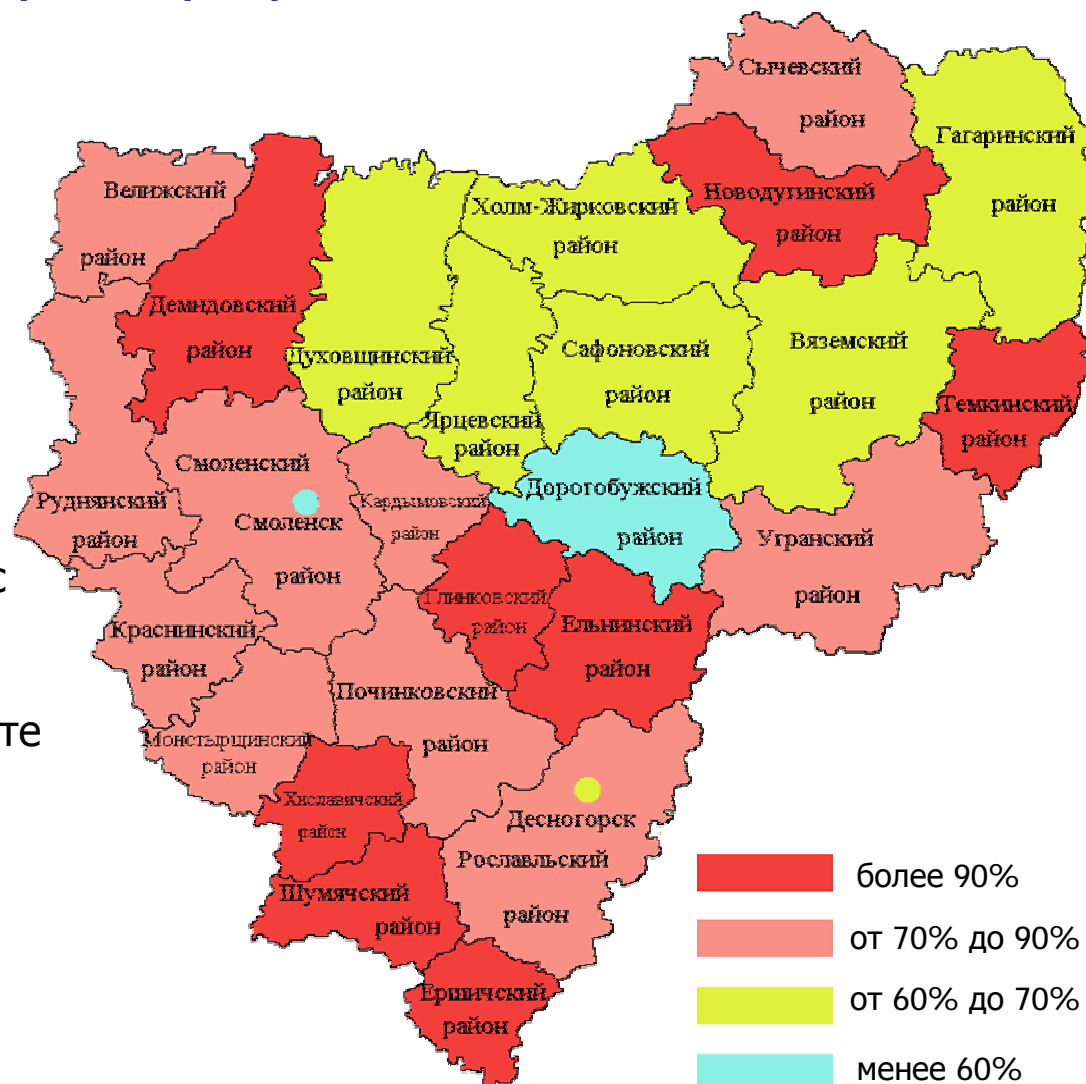 Сычевский
район
Гагаринский
район
Велижский
район
Новодугинский
район
Холм-Жирковский
район
Демидовский
район
Духовщинский
район
Сафоновский
район
Вяземский
район
Ярцевский
район
Темкинский
район
Смоленский
Смоленск
район
Руднянский
район
Кардымовский
район
Дорогобужский
район
Угранский
район
с
Глинковский
район
Ельнинский
район
Краснинский
район
Починковский
район
те
Монстырщинский
район
Хиславичский
район
Десногорск
Рославльский
район
Шумячский
район
Ершичский
район
более 90%
от 70% до 90%
от 60% до 70%
менее 60%